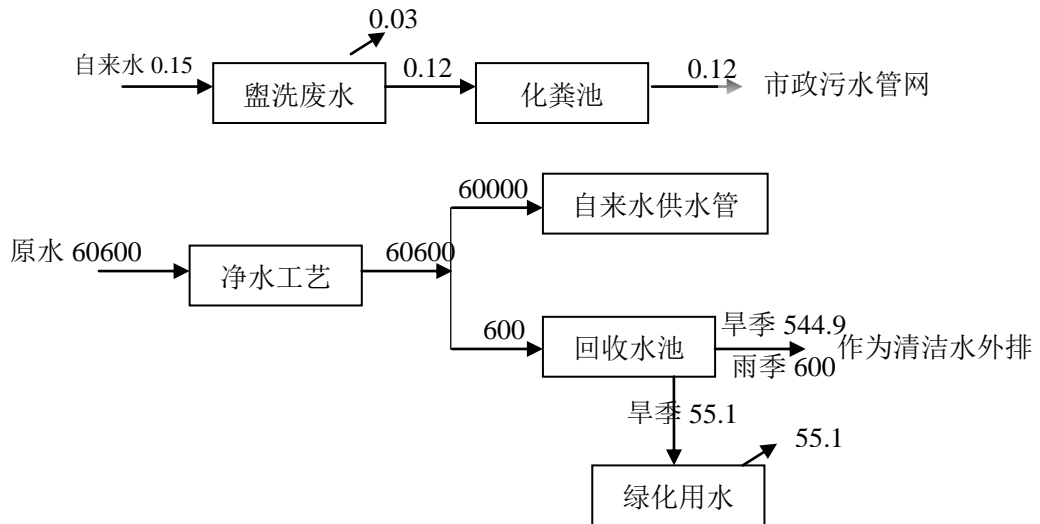 0.03
自来水 0.15
盥洗废水
0.12
化粪池
0.12
市政污水管网
60000
自来水供水管
原水 60600
净水工艺
60600
600
回收水池
旱季 544.9
雨季 600
作为清洁水外排
旱季 55.1
55.1
绿化用水